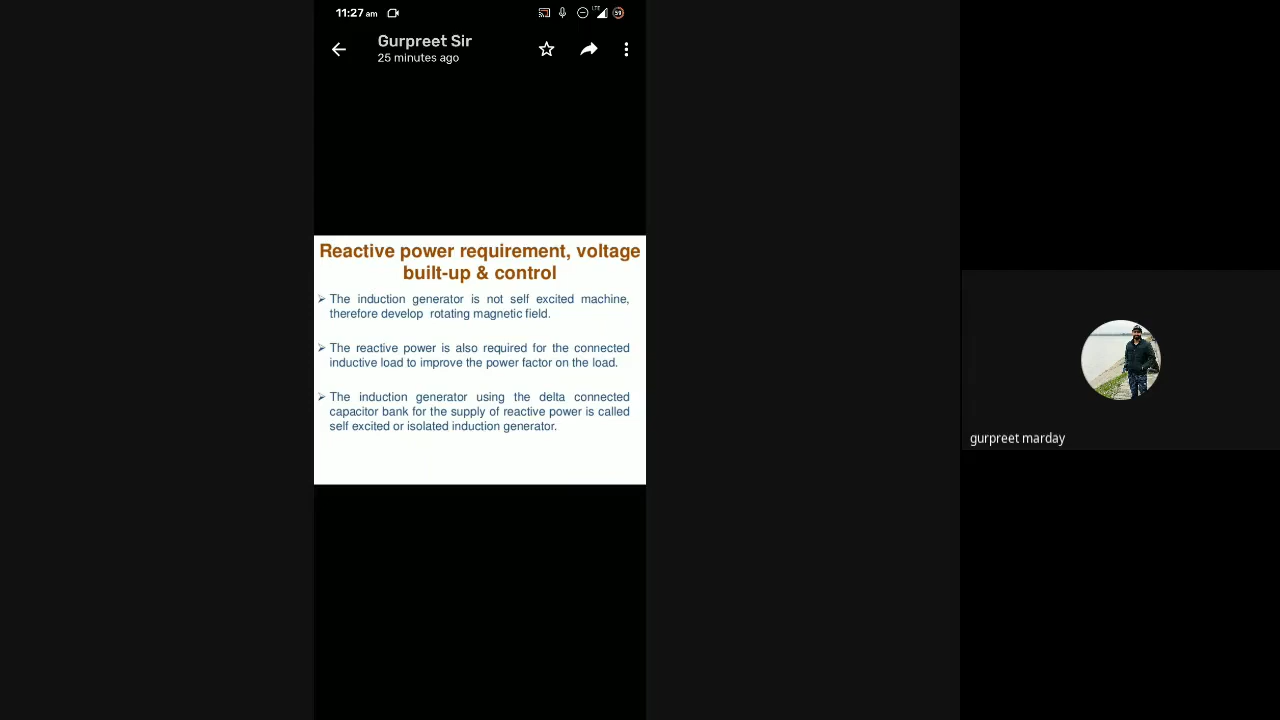 11:27 am
LTE
59
Gurpreet Sir
25 minutes ago
Reactive power requirement, voltage
built-up & control
➢ The induction generator is not self excited machine,
therefore develop rotating magnetic field.
➢ The reactive power is also required for the connected
inductive load to improve the power factor on the load.
➢ The induction generator using the delta connected
capacitor bank for the supply of reactive power is called
self excited or isolated induction generator.
gurpreet marday